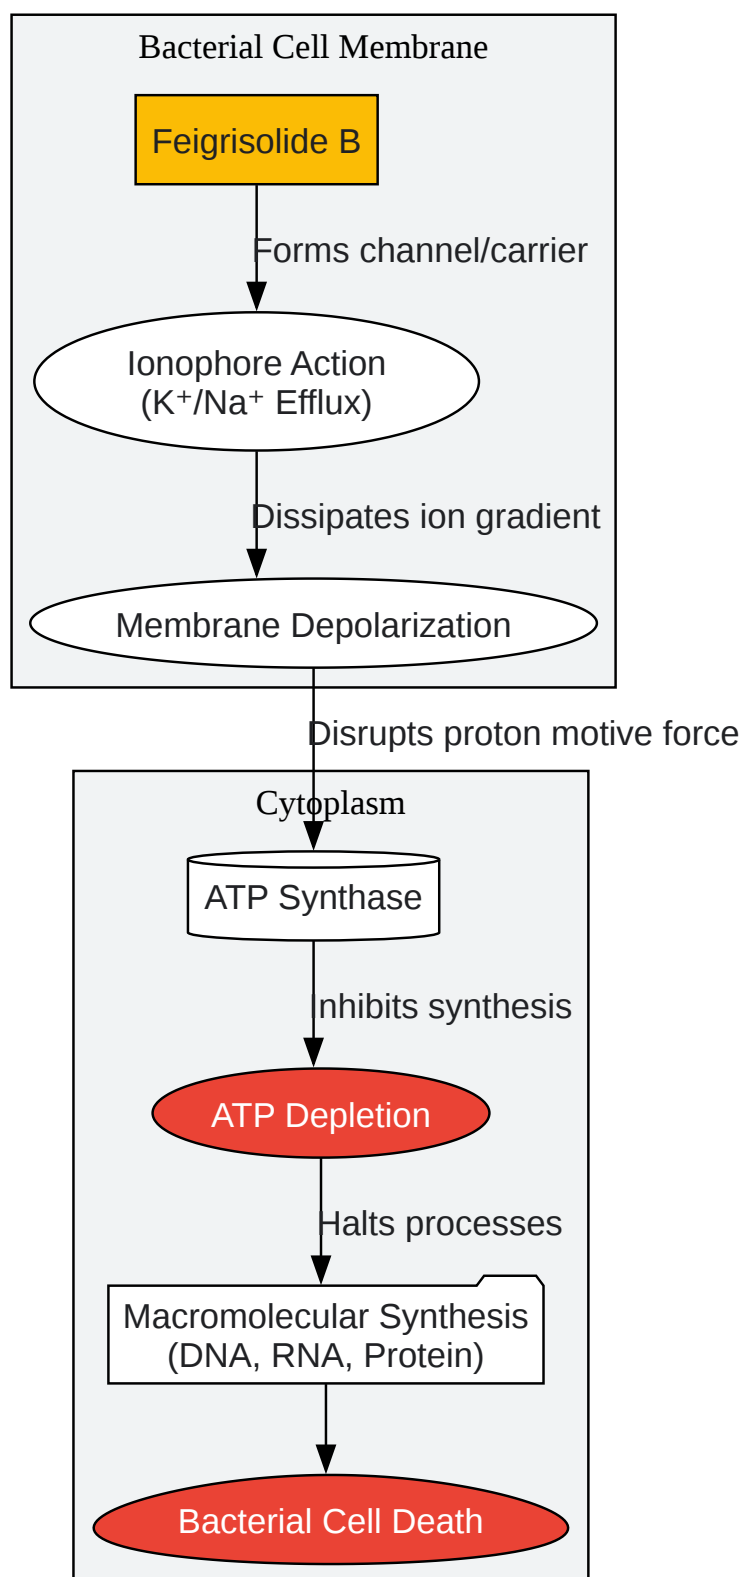 Bacterial Cell Membrane
Feigrisolide B
Forms channel/carrier
Ionophore Action
(K⁺/Na⁺ Efflux)
Dissipates ion gradient
Membrane Depolarization
Disrupts proton motive force
Cytoplasm
ATP Synthase
Inhibits synthesis
ATP Depletion
Halts processes
Macromolecular Synthesis
(DNA, RNA, Protein)
Bacterial Cell Death